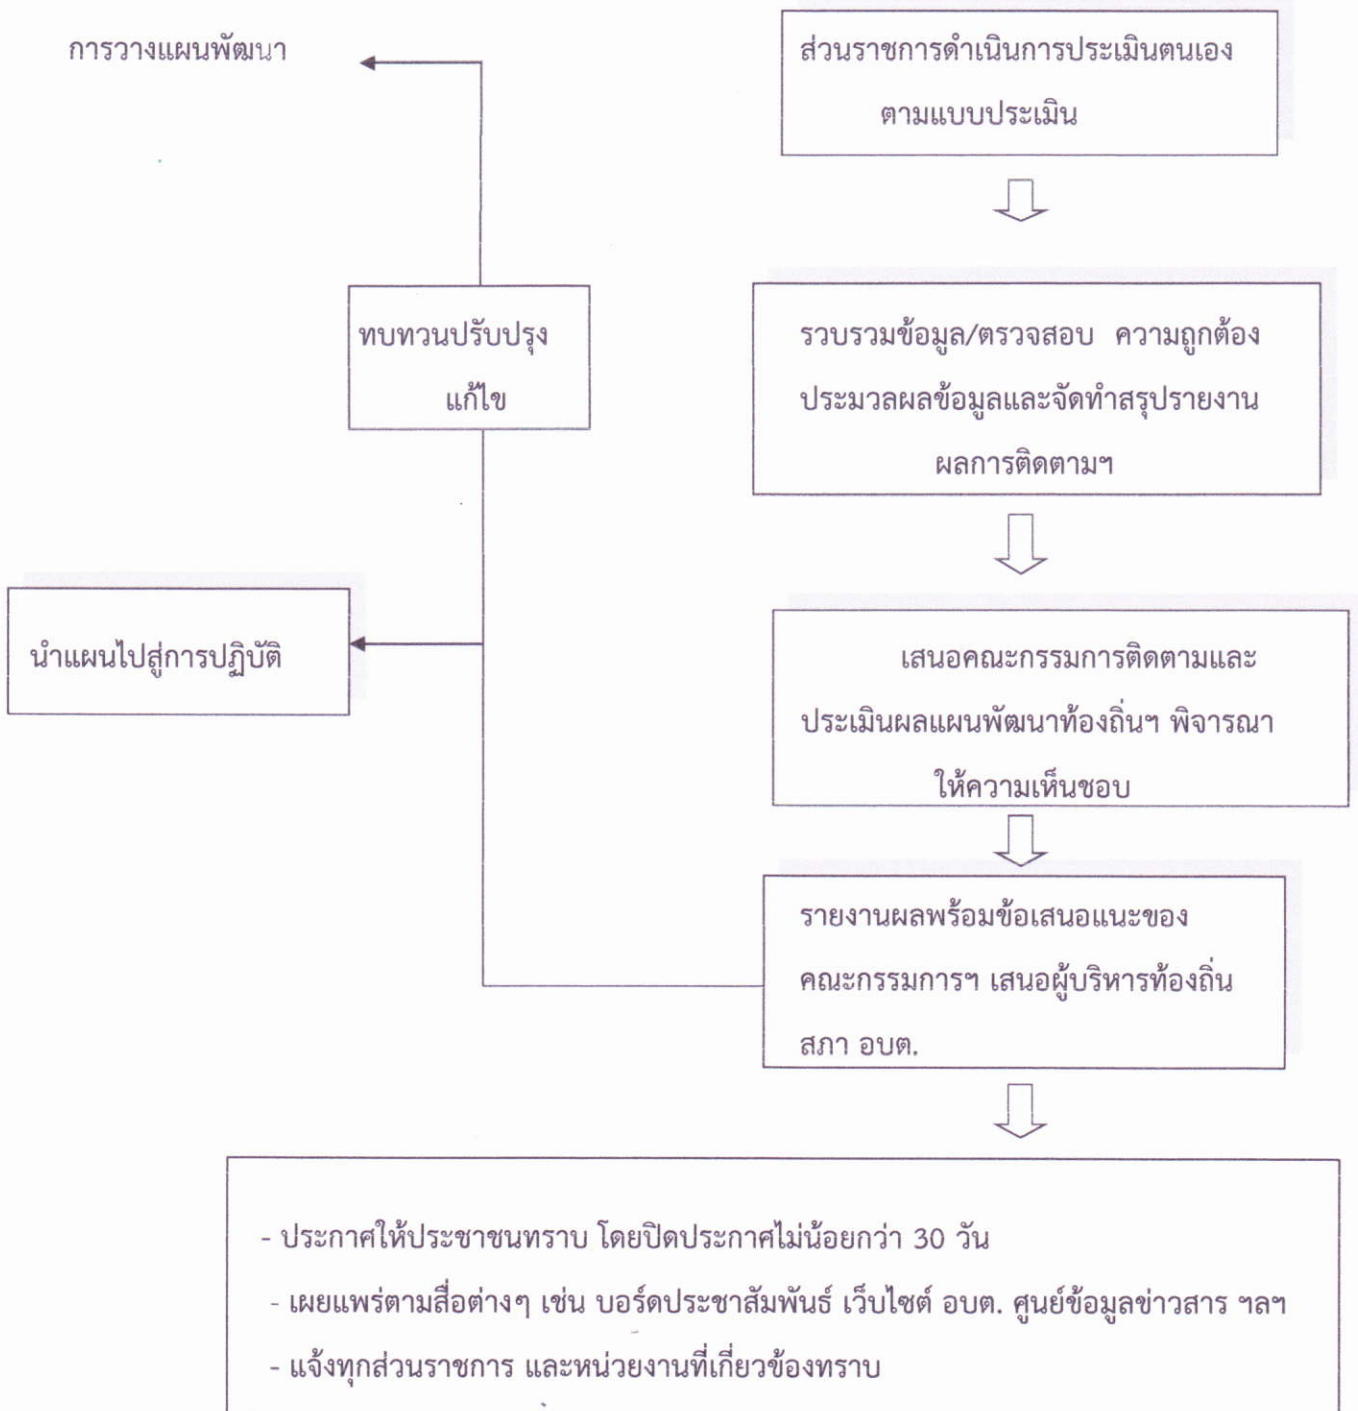 การวางแผนพัฒนา
ส่วนราชการดำเนินการประเมินตนเอง
ตามแบบประเมิน
ทบทวนปรับปรุง
แก้ไข
รวบรวมข้อมูล/ตรวจสอบ ความถูกต้อง
ประมวลผลข้อมูลและจัดทำสรุปรายงาน
ผลการติดตามฯ
นำแผนไปสู่การปฏิบัติ
เสนอคณะกรรมการติดตามและ
ประเมินผลแผนพัฒนาท้องถิ่นฯ พิจารณา
ให้ความเห็นชอบ
รายงานผลพร้อมข้อเสนอแนะของ
คณะกรรมการฯ เสนอผู้บริหารท้องถิ่น
สภา อบต.
- ประกาศให้ประชาชนทราบ โดยปิดประกาศไม่น้อยกว่า 30 วัน
- เผยแพร่ตามสื่อต่างๆ เช่น บอร์ดประชาสัมพันธ์ เว็บไซต์ อบต. ศูนย์ข้อมูลข่าวสาร ฯลฯ
- แจ้งทุกส่วนราชการ และหน่วยงานที่เกี่ยวข้องทราบ